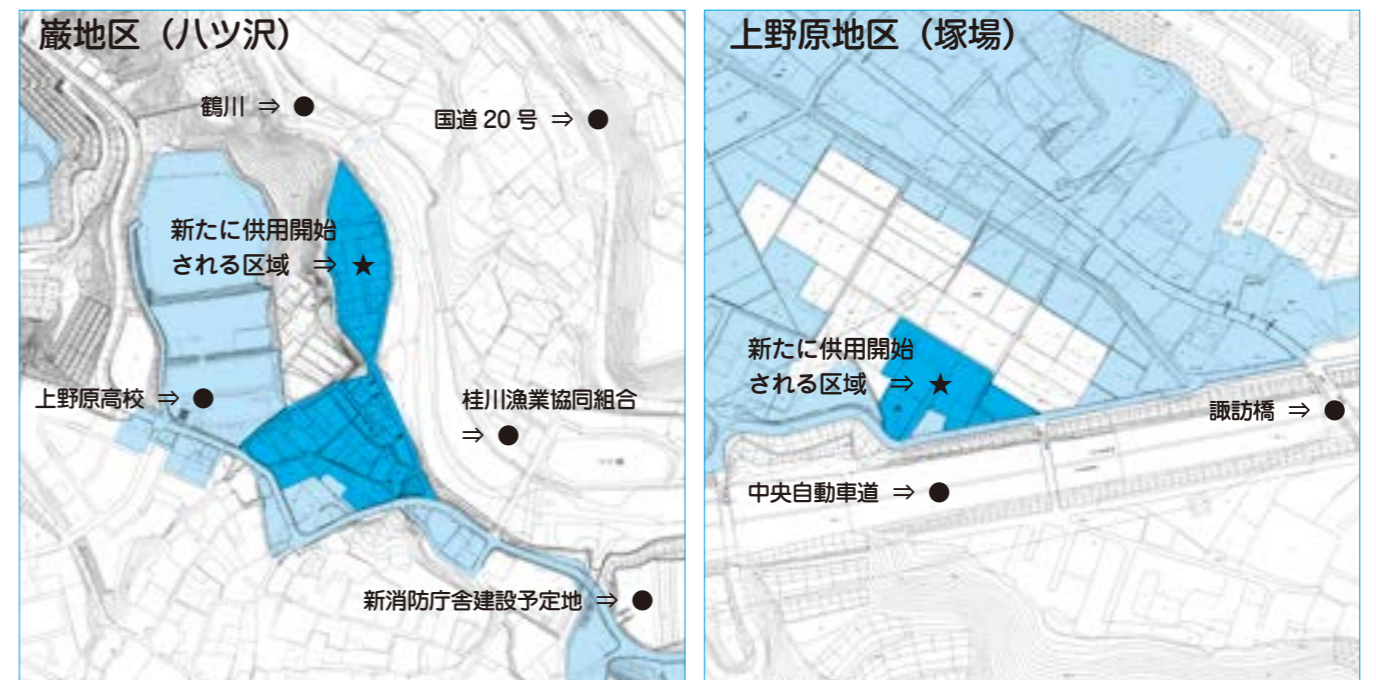 巌地区（八ツ沢）
鶴川 ⇒ ●
国道 20 号 ⇒ ●
新たに供用開始
される区域 ⇒ ★
上野原高校 ⇒ ●
桂川漁業協同組合
⇒ ●
新消防庁舎建設予定地 ⇒ ●
上野原地区（塚場）
新たに供用開始
される区域 ⇒ ★
諏訪橋 ⇒ ●
中央自動車道 ⇒ ●